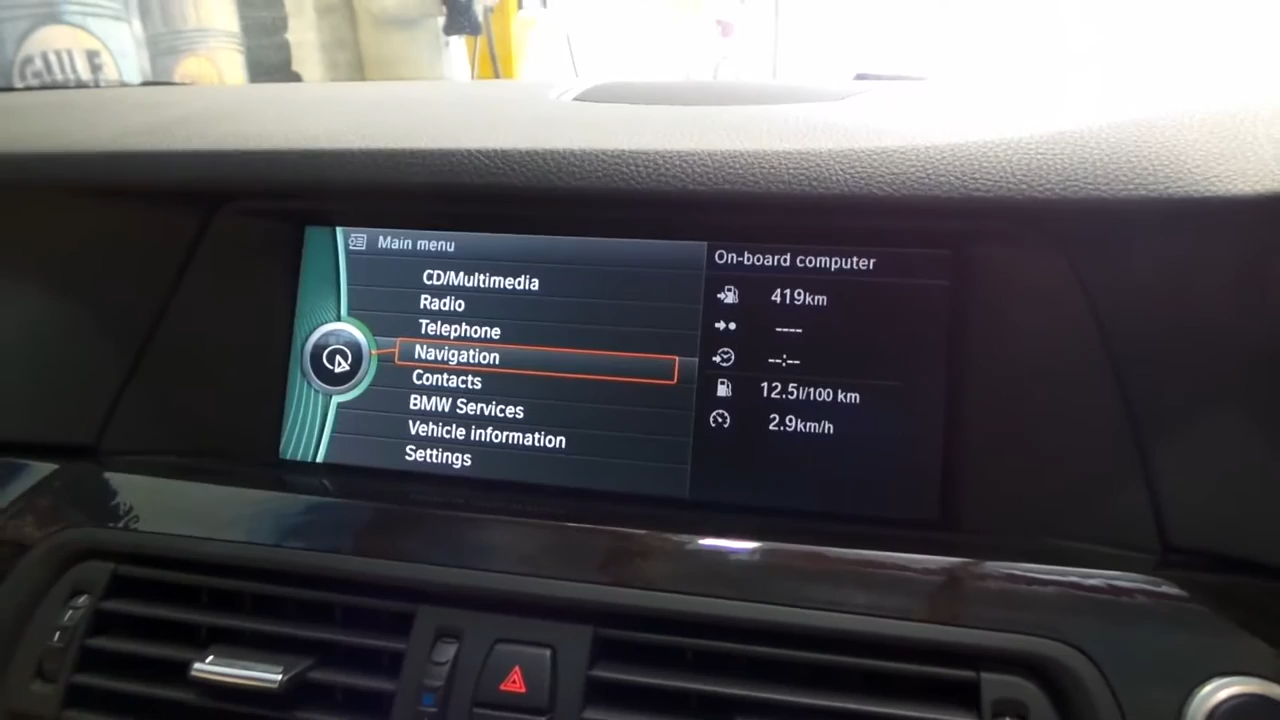 GULF
Main menu
CD/Multimedia
Radio
Telephone
Navigation
Contacts
BMW Services
Vehicle information
Settings
On-board computer
419km
----
--:--
12.5l/100 km
2.9km/h